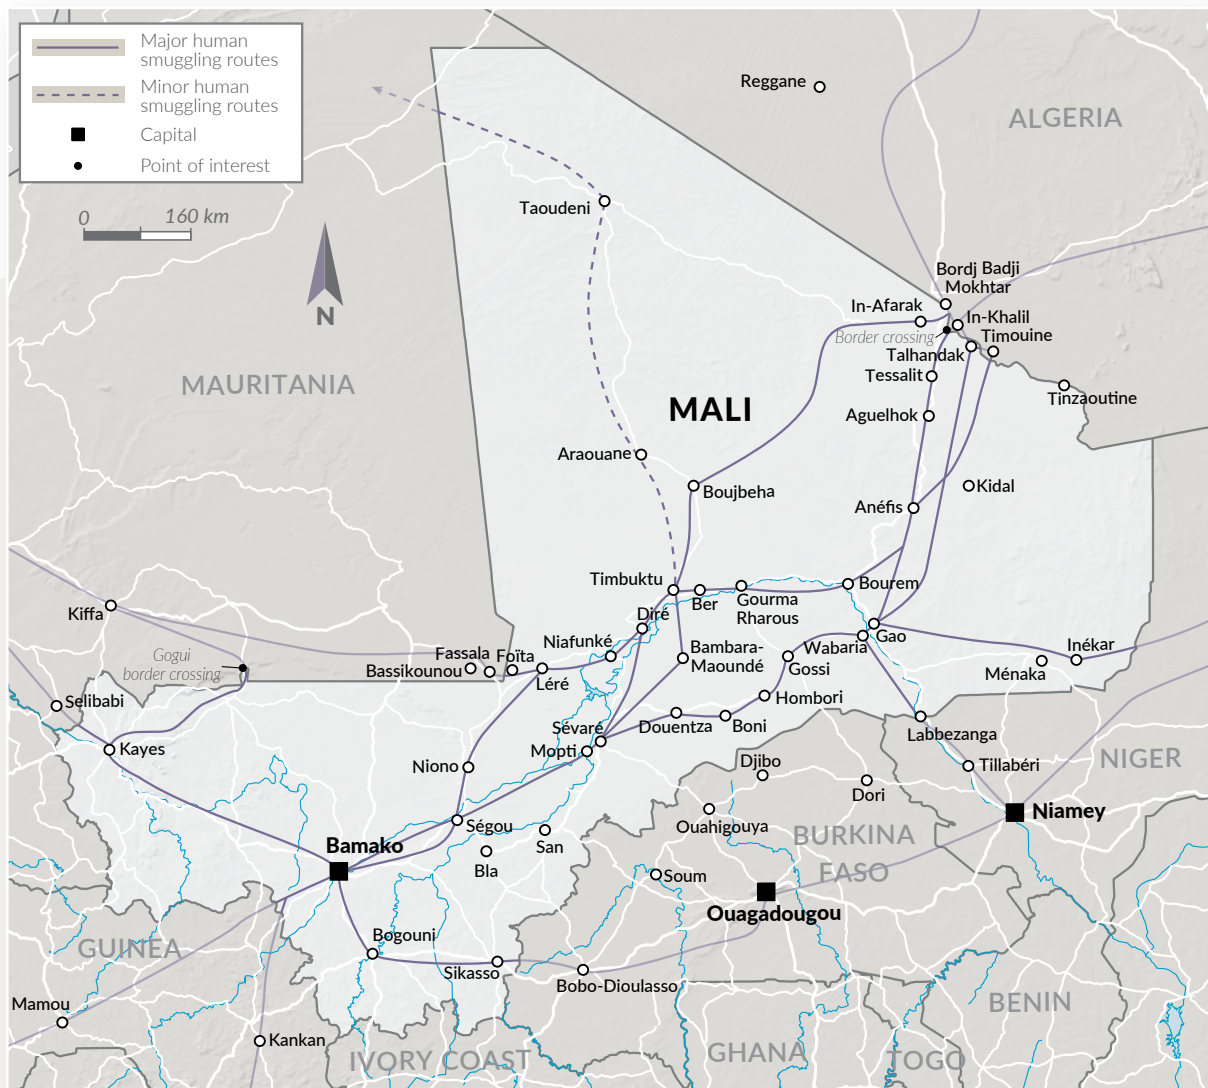 Major human
smuggling routes
Minor human
smuggling routes
Capital
Point of interest
0
160 km
N
Reggane
ALGERIA
Taoudeni
Bordj Badji
Mokhtar
In-Afarak
In-Khalil
Border crossing
Timouine
Talhandak
Tessalit
Tinzaoutine
MAURITANIA
MALI
Aguelhok
Araouane
Boujbeha
Kidal
Anéfis
Timbuktu
Ber
Gourma
Rharous
Bourem
Kiffa
Diré
Niafunké
Gao
Wabaria
Gogui
border crossing
Fassala
Foïta
Bassikounou
Léré
Bambara-
Maoundé
Gossi
Inékar
Ménaka
Selibabi
Hombori
Kayes
Sévaré
Mopti
Douentza
Boni
Labbezanga
Niono
Djibo
Tillabéri
NIGER
Dori
Niamey
Ségou
San
Ouahigouya
BURKINA
FASO
Bamako
Bla
Soum
Ouagadougou
GUINEA
Bogouni
Sikasso
Bobo-Dioulasso
Mamou
Kankan
IVORY COAST
GHANA
TOGO
BENIN